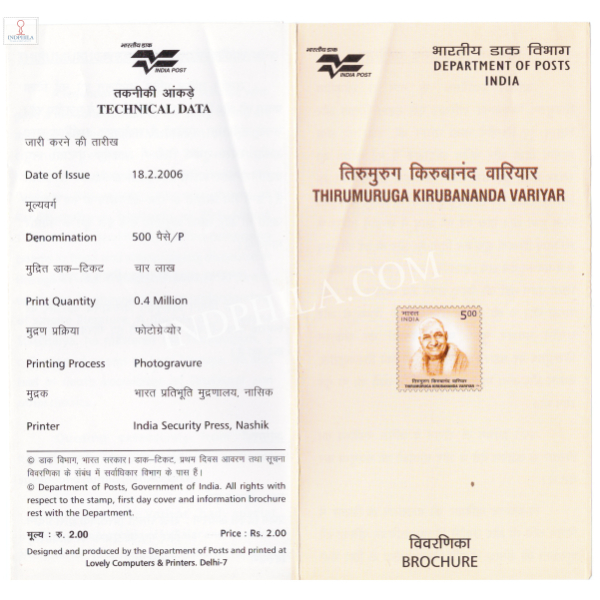 INDPHILA
भारतीय डाक
INDIA POST
तकनीकी आंकड़े
TECHNICAL DATA
जारी करने की तारीख
Date of Issue 18.2.2006
मूल्यवर्ग
Denomination 500 पैसे/P
मुद्रित डाक–टिकट चार लाख
Print Quantity 0.4 Million
मुद्रण प्रक्रिया फोटोग्रेव्योर
Printing Process Photogravure
मुद्रक भारत प्रतिभूति मुद्रणालय, नासिक
Printer India Security Press, Nashik
© डाक विभाग, भारत सरकार। डाक–टिकट, प्रथम दिवस आवरण तथा सूचना
विवरणिका के संबंध में सर्वाधिकार विभाग के पास हैं।
© Department of Posts, Government of India. All rights with
respect to the stamp, first day cover and information brochure
rest with the Department.
मूल्य : रु. 2.00 Price : Rs. 2.00
Designed and produced by the Department of Posts and printed at
Lovely Computers & Printers. Delhi-7
भारतीय डाक
INDIA POST
भारतीय डाक विभाग
DEPARTMENT OF POSTS
INDIA
तिरुमुरुग किरुबानंद वारियार
THIRUMURUGA KIRUBANANDA VARIYAR
भारत 5.00
INDIA
तिरुमुरुग किरुबानंद वारियार
THIRUMURUGA KIRUBANANDA VARIYAR
विवरणिका
BROCHURE
INDPHILA.COM